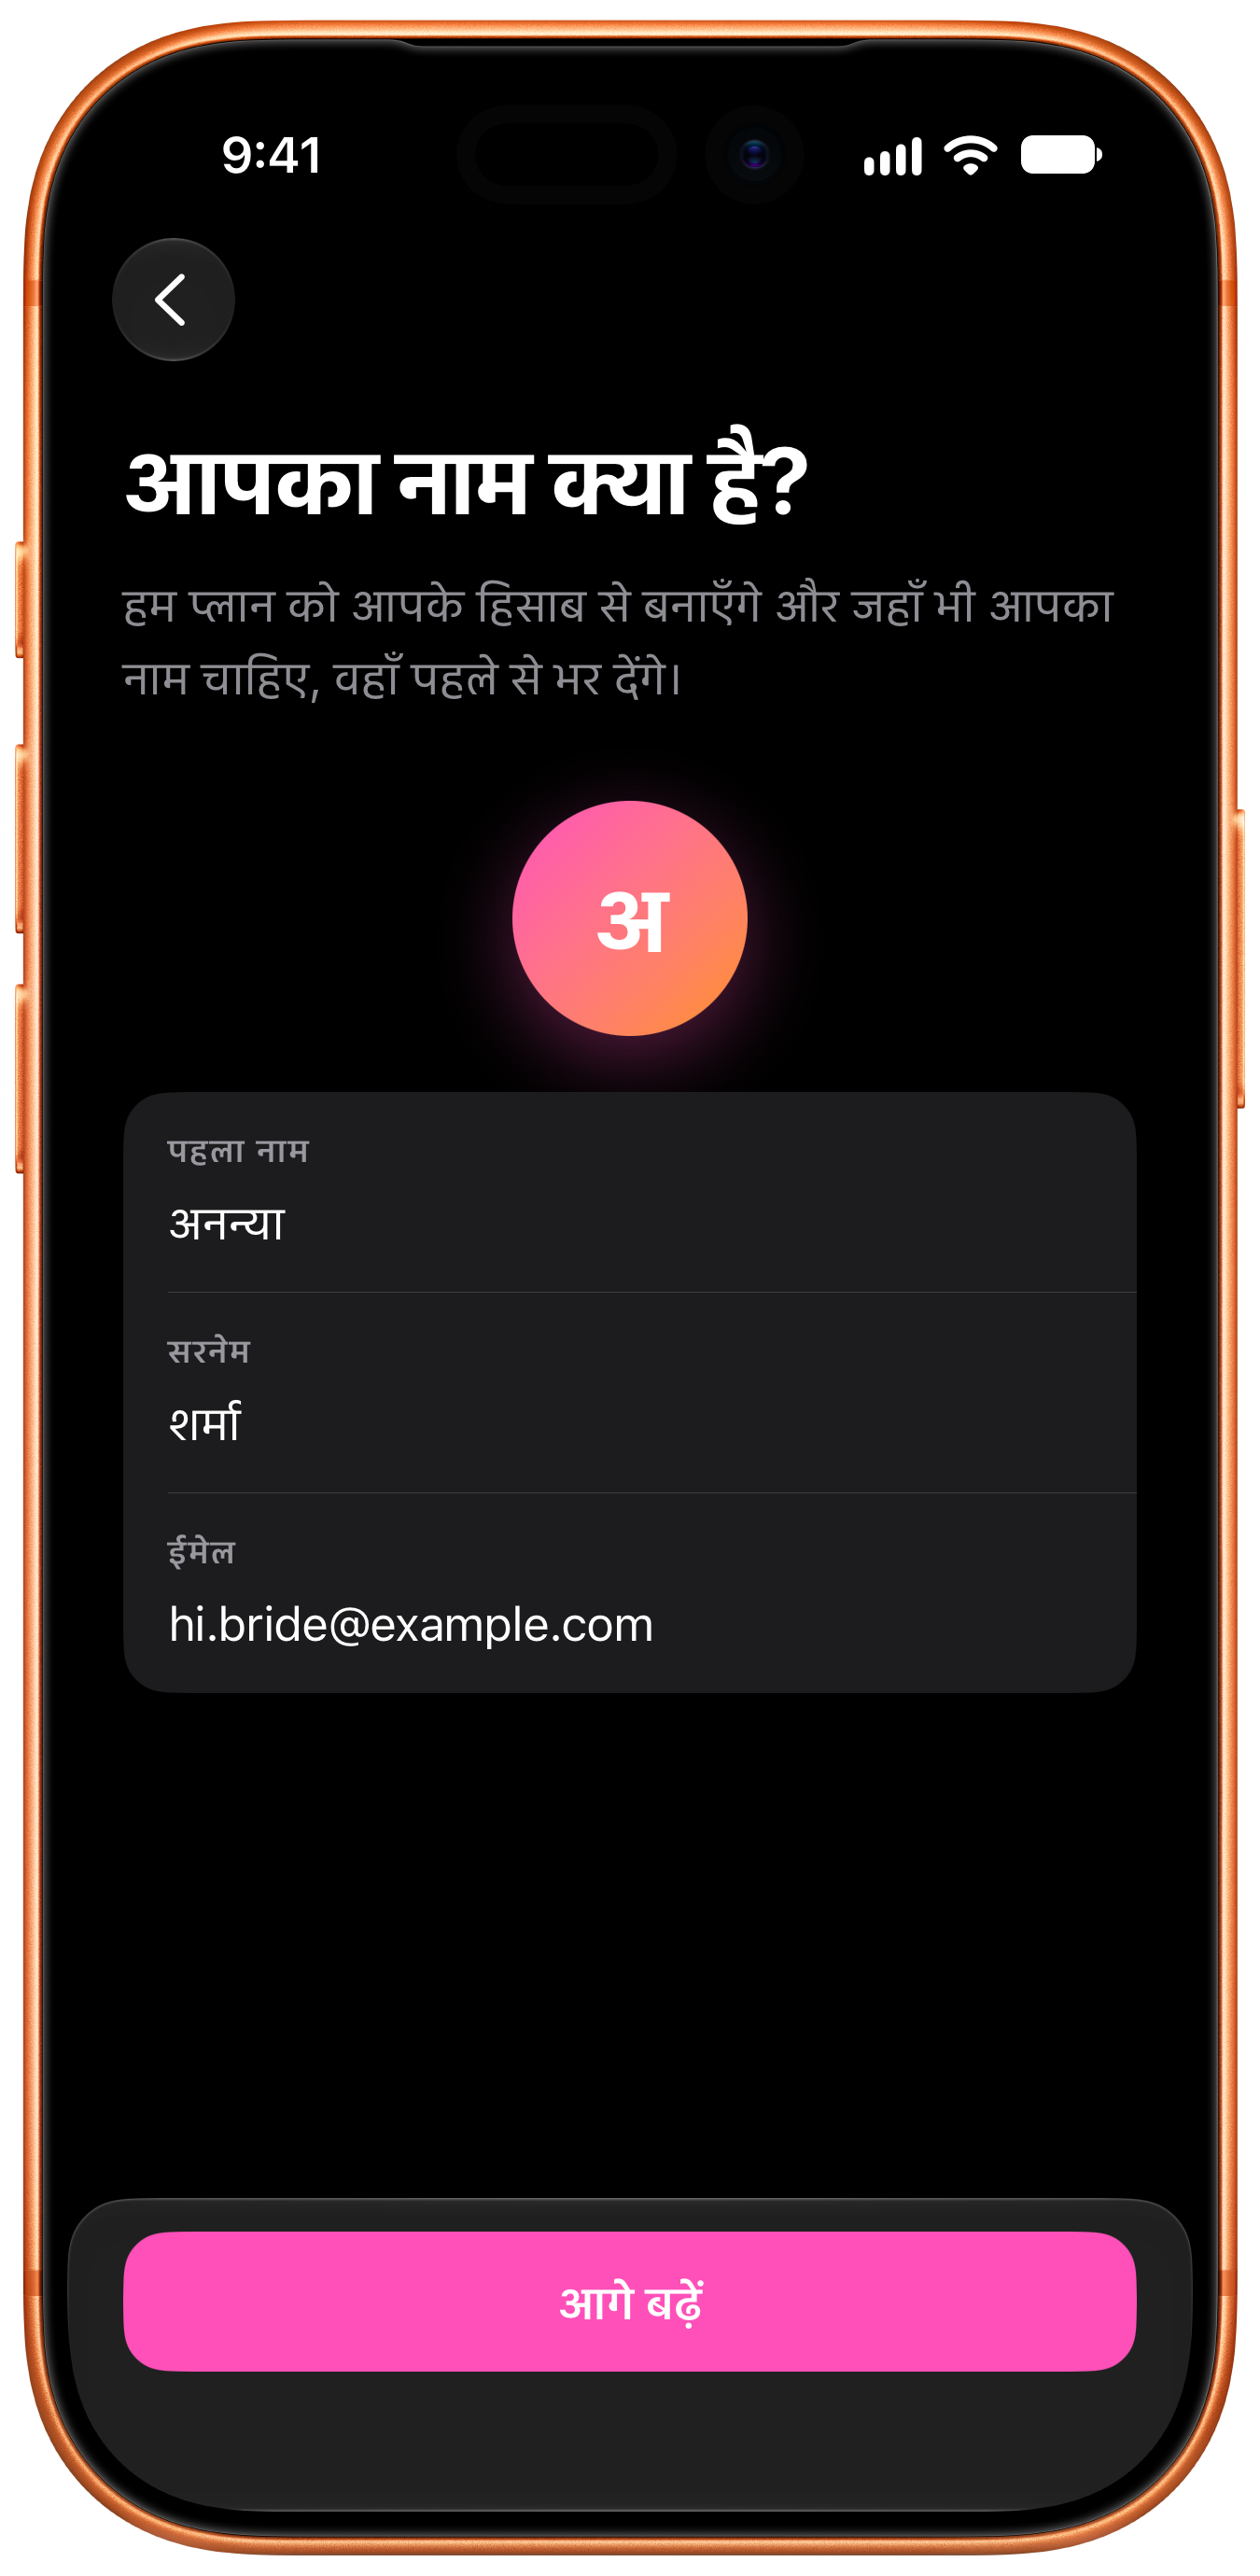 9:41
आपका नाम क्या है?
हम प्लान को आपके हिसाब से बनाएँगे और जहाँ भी आपका
नाम चाहिए, वहाँ पहले से भर देंगे।
अ
पहला नाम
अनन्या
सरनेम
शर्मा
ईमेल
hi.bride@example.com
आगे बढ़ें